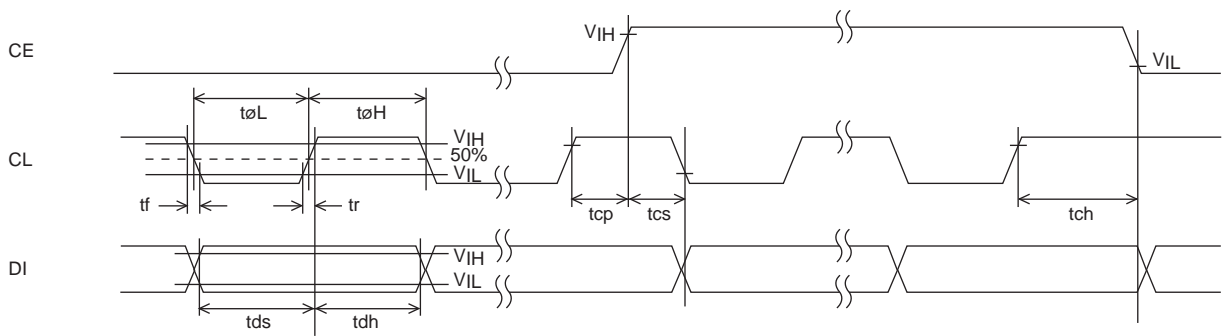 CE
VIH
VIL
tøL
tøH
CL
VIH
50%
VIL
tf
tr
tcp
tcs
tch
DI
VIH
VIL
tds
tdh